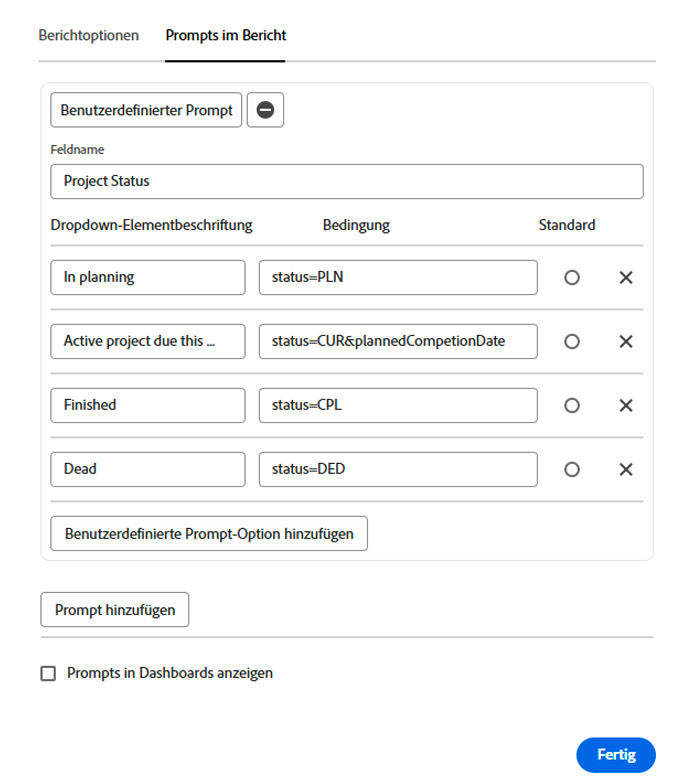 Berichtoptionen Prompts im Bericht
Benutzerdefinierter Prompt
Feldname
Project Status
Dropdown-Elementbeschriftung Bedingung Standard
In planning status=PLN
Active project due this ... status=CUR&plannedCompetionDate
Finished status=CPL
Dead status=DED
Benutzerdefinierte Prompt-Option hinzufügen
Prompt hinzufügen
Prompts in Dashboards anzeigen
Fertig